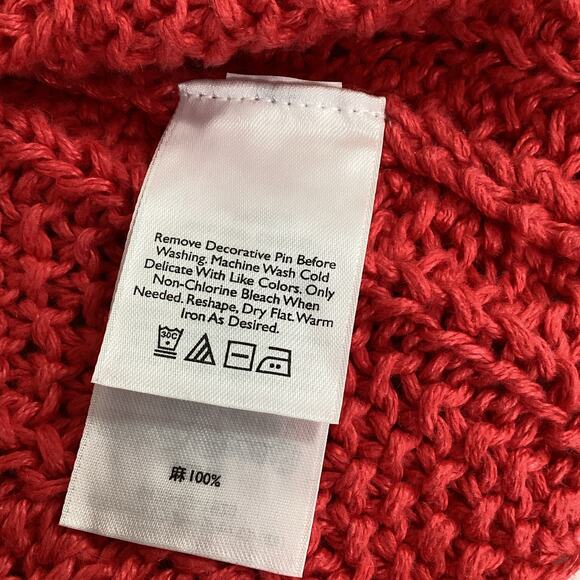 Remove Decorative Pin Before
Washing. Machine Wash Cold
Delicate With Like Colors. Only
Non-Chlorine Bleach When
Needed. Reshape, Dry Flat. Warm
Iron As Desired.
30C
麻100%